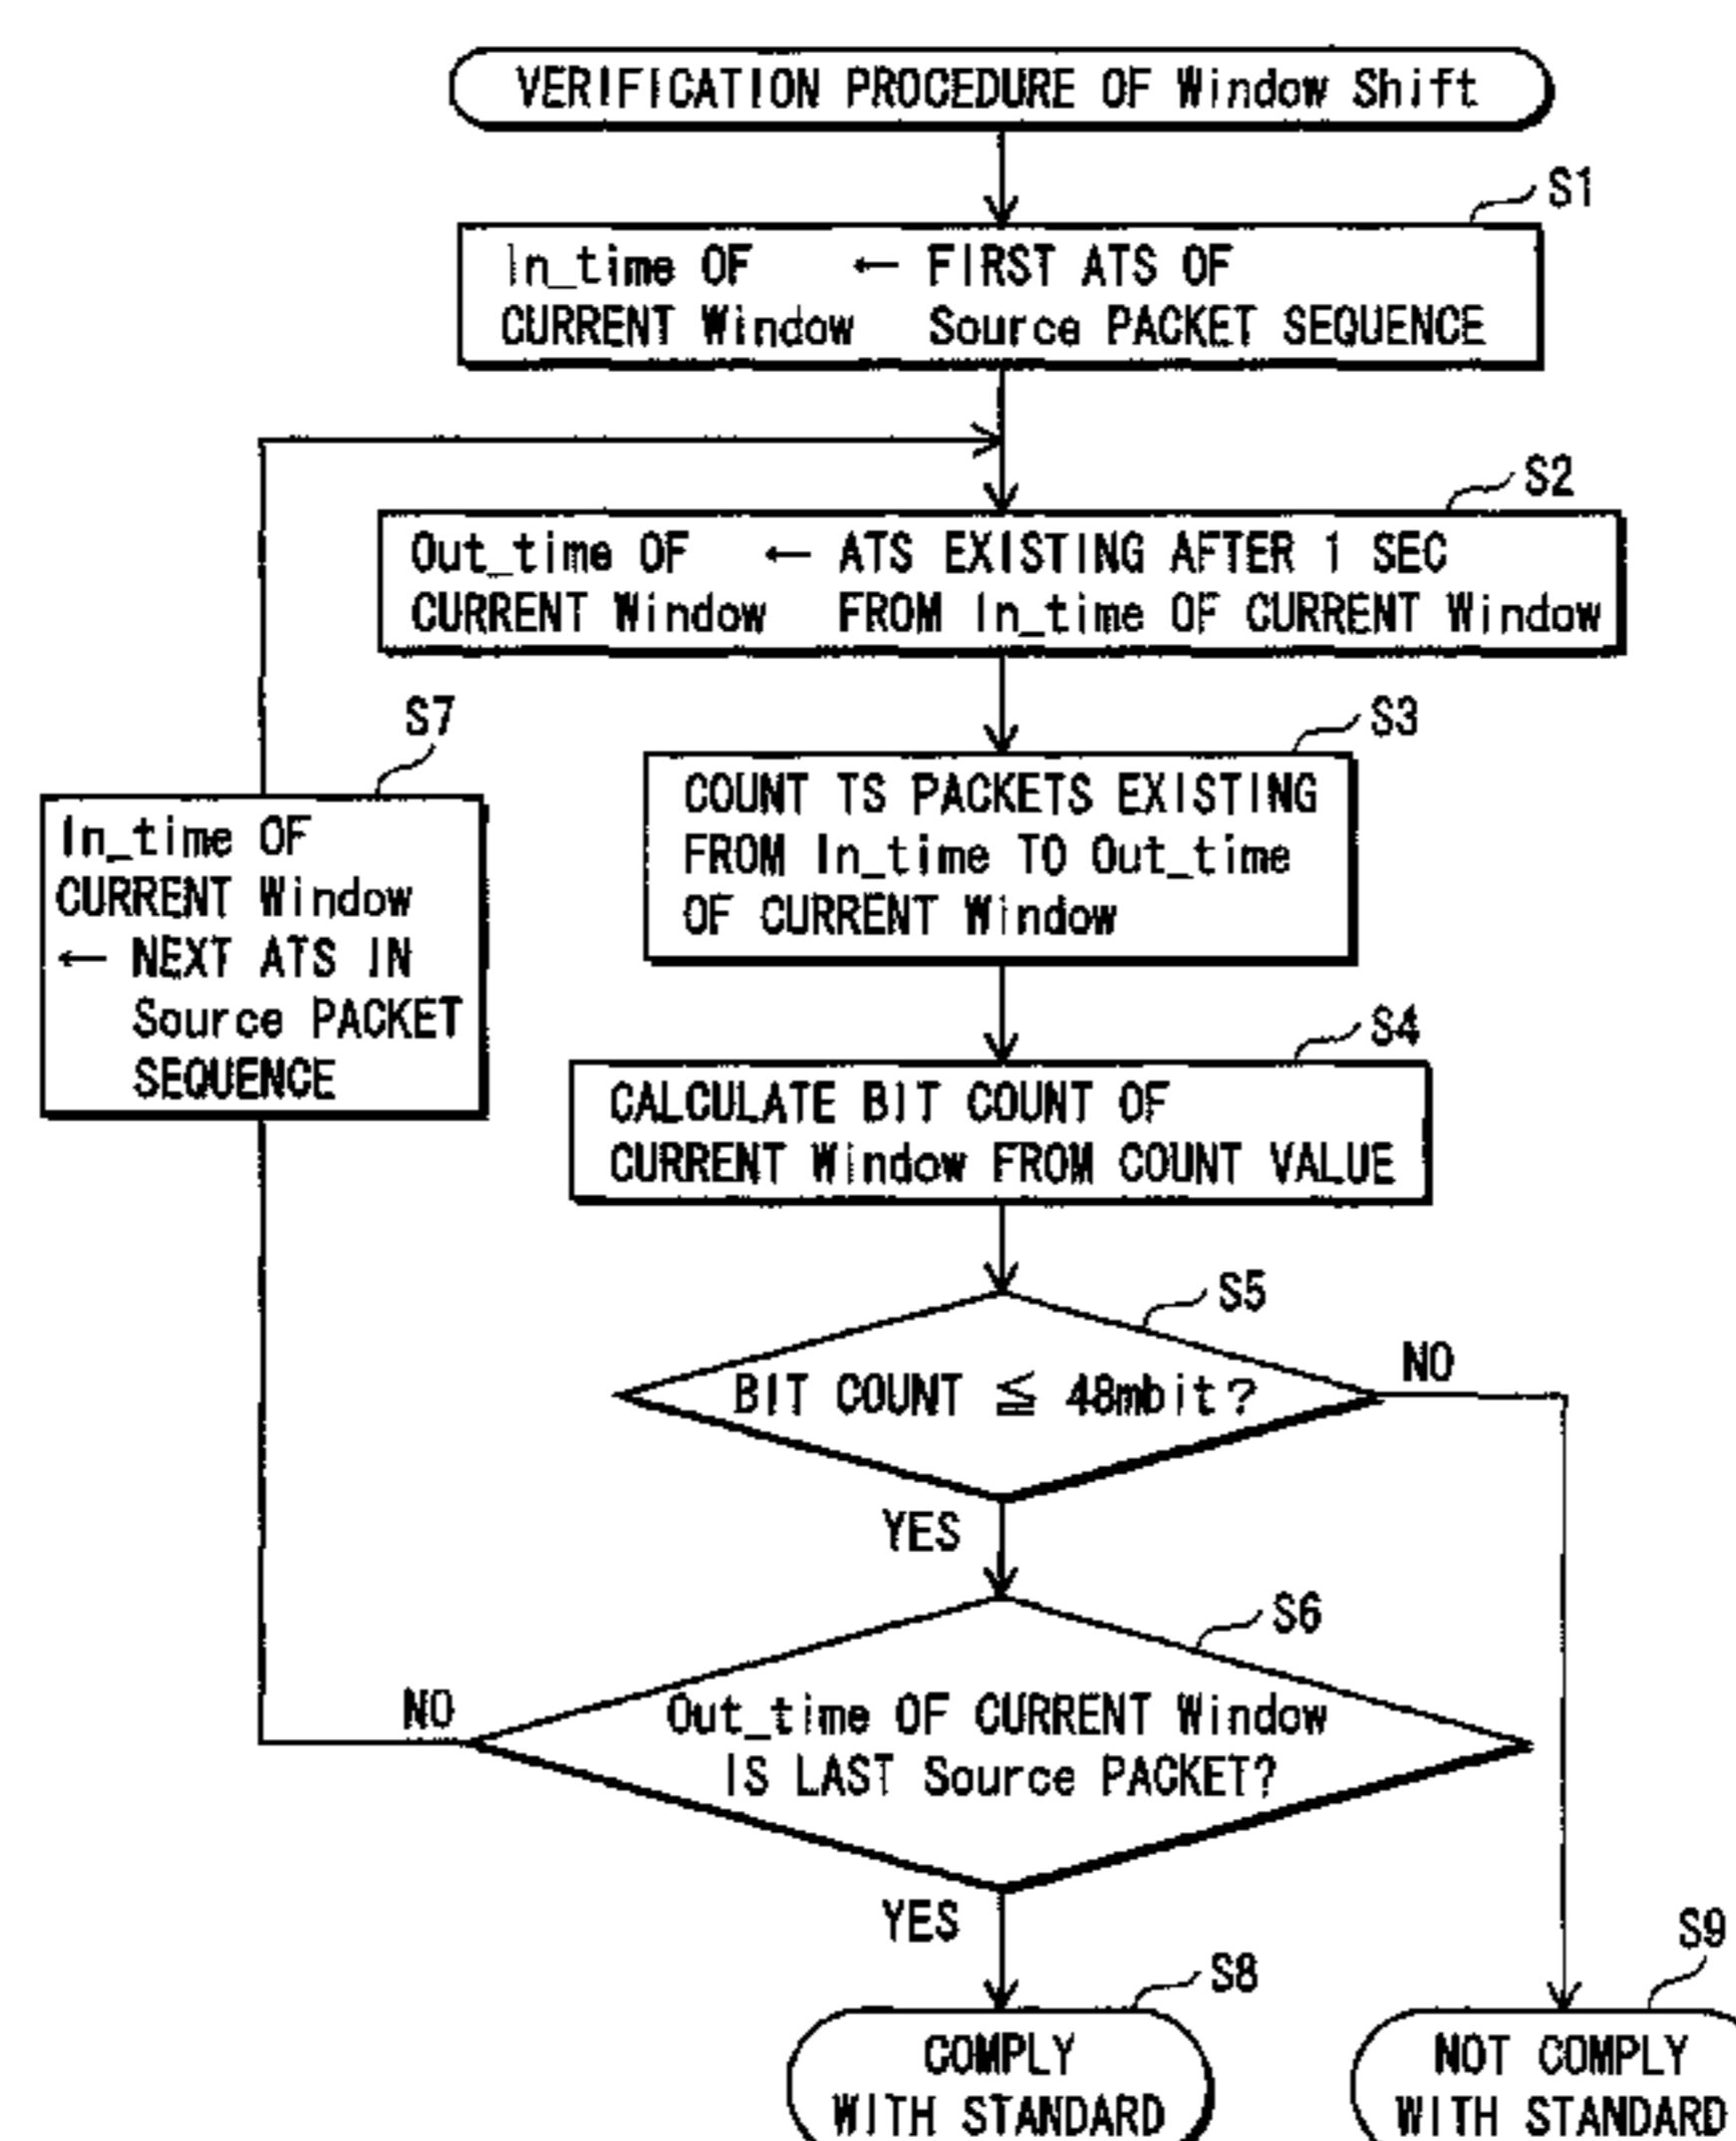 VERIFICATION PROCEDURE OF Window Shift
S1
In_time OF ← FIRST ATS OF
CURRENT Window Source PACKET SEQUENCE
S2
Out_time OF ← ATS EXISTING AFTER 1 SEC
CURRENT Window FROM In_time OF CURRENT Window
S3
COUNT TS PACKETS EXISTING
FROM In_time TO Out_time
OF CURRENT Window
S7
In_time OF
CURRENT Window
← NEXT ATS IN
Source PACKET
SEQUENCE
S4
CALCULATE BIT COUNT OF
CURRENT Window FROM COUNT VALUE
S5
BIT COUNT ≦ 48mbit?
NO
YES
S6
Out_time OF CURRENT Window
IS LAST Source PACKET?
NO
YES
S8
COMPLY
WITH STANDARD
S9
NOT COMPLY
WITH STANDARD